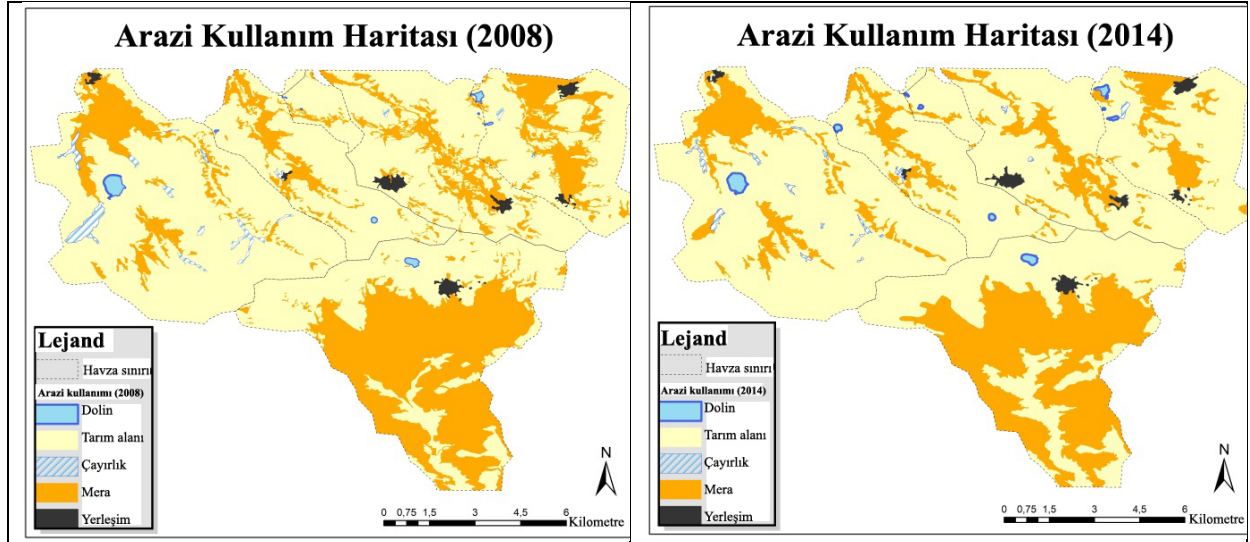 Arazi Kullanım Haritası (2008)
Lejand
Havza sınırı
Arazi kullanımı (2008)
Dolin
Tarım alanı
Çayırlık
Mera
Yerleşim
N
0 0,75 1,5 3 4,5 6
Kilometre
Arazi Kullanım Haritası (2014)
Lejand
Havza sınırı
Arazi kullanımı (2014)
Dolin
Tarım alanı
Çayırlık
Mera
Yerleşim
N
0 0,75 1,5 3 4,5 6
Kilometre